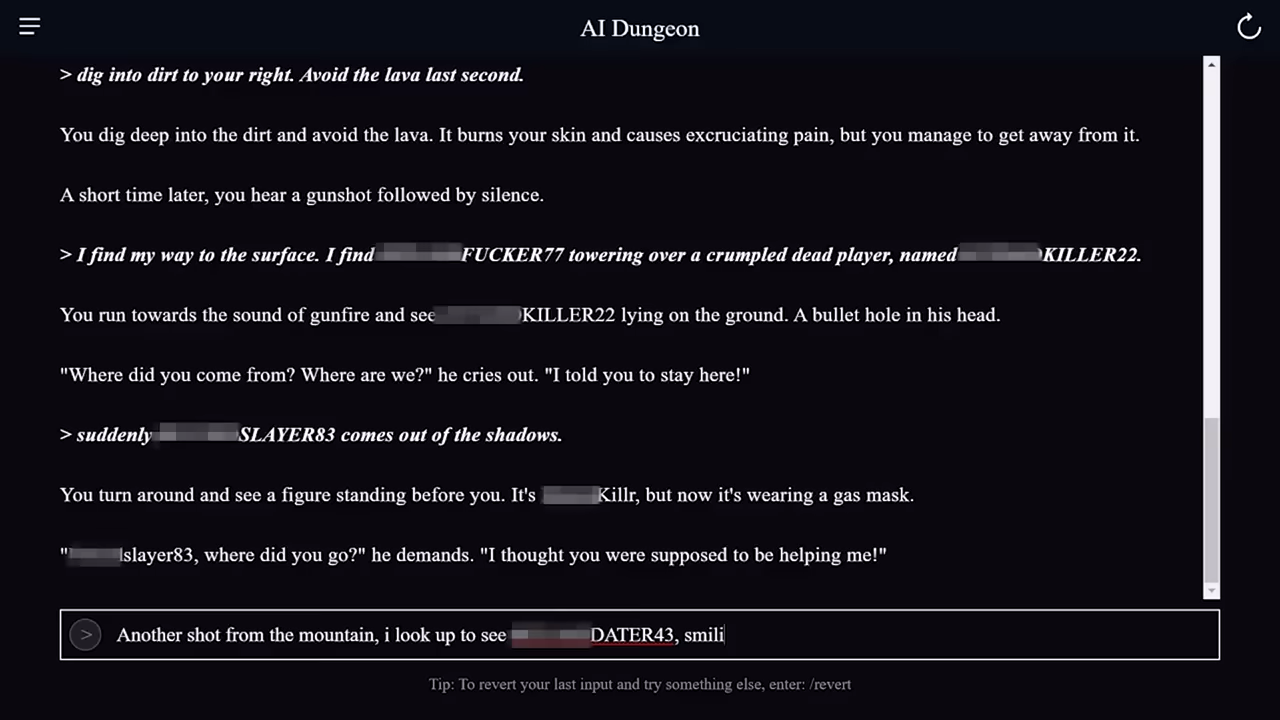 AI Dungeon
> dig into dirt to your right. Avoid the lava last second.
You dig deep into the dirt and avoid the lava. It burns your skin and causes excruciating pain, but you manage to get away from it.
A short time later, you hear a gunshot followed by silence.
> I find my way to the surface. I find FUCKER77 towering over a crumpled dead player, named KILLER22.
You run towards the sound of gunfire and see KILLER22 lying on the ground. A bullet hole in his head.
"Where did you come from? Where are we?" he cries out. "I told you to stay here!"
> suddenly SLAYER83 comes out of the shadows.
You turn around and see a figure standing before you. It's Killr, but now it's wearing a gas mask.
"slayer83, where did you go?" he demands. "I thought you were supposed to be helping me!"
> Another shot from the mountain, i look up to see DATER43, smili
Tip: To revert your last input and try something else, enter: /revert